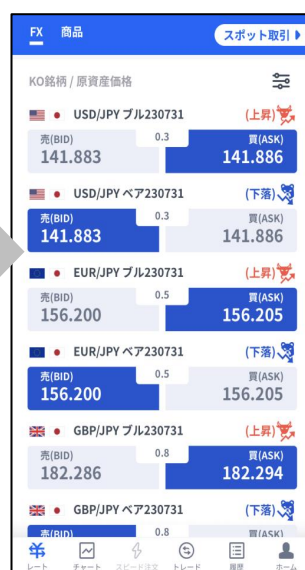 FX 商品 スポット取引
KO銘柄 / 原資産価格
USD/JPY ブル230731 (上昇)
売(BID) 0.3 買(ASK)
141.883 141.886
USD/JPY ベア230731 (下落)
売(BID) 0.3 買(ASK)
141.883 141.886
EUR/JPY ブル230731 (上昇)
売(BID) 0.5 買(ASK)
156.200 156.205
EUR/JPY ベア230731 (下落)
売(BID) 0.5 買(ASK)
156.200 156.205
GBP/JPY ブル230731 (上昇)
売(BID) 0.8 買(ASK)
182.286 182.294
GBP/JPY ベア230731 (下落)
売(BID) 0.8 買(ASK)
レート チャート スピード注文 トレード 履歴 ホーム